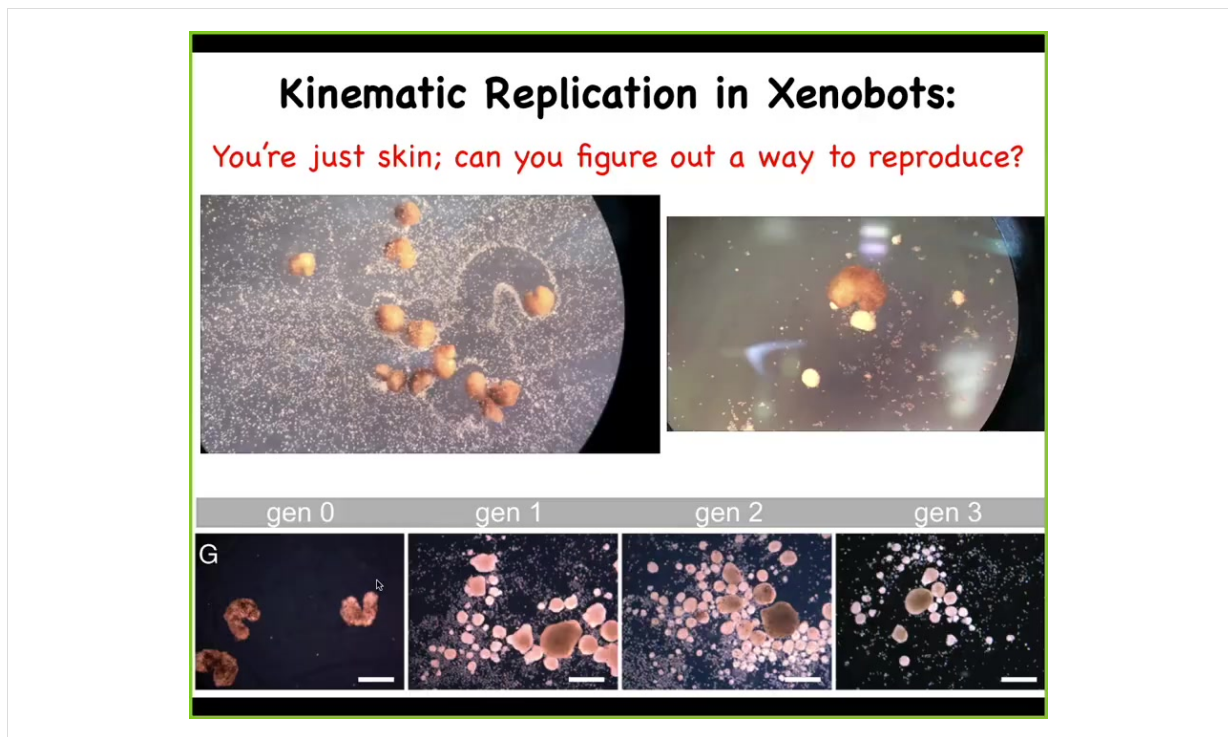 Kinematic Replication in Xenobots:
You're just skin; can you figure out a way to reproduce?
gen 0 gen 1 gen 2 gen 3
G